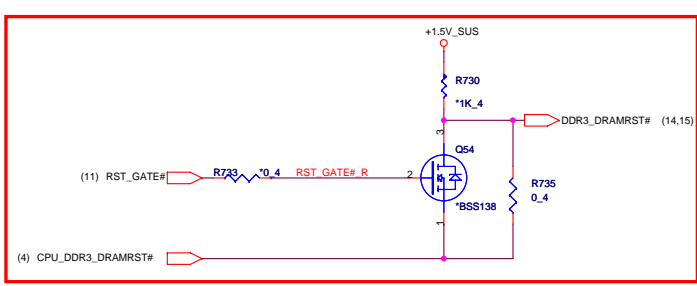 +1.5V_SUS
R730
*1K_4
DDR3_DRAMRST# (14,15)
3
Q54
(11) RST_GATE# R733 *0_4 RST_GATE#_R 2
R735
0_4
*BSS138
1
(4) CPU_DDR3_DRAMRST#